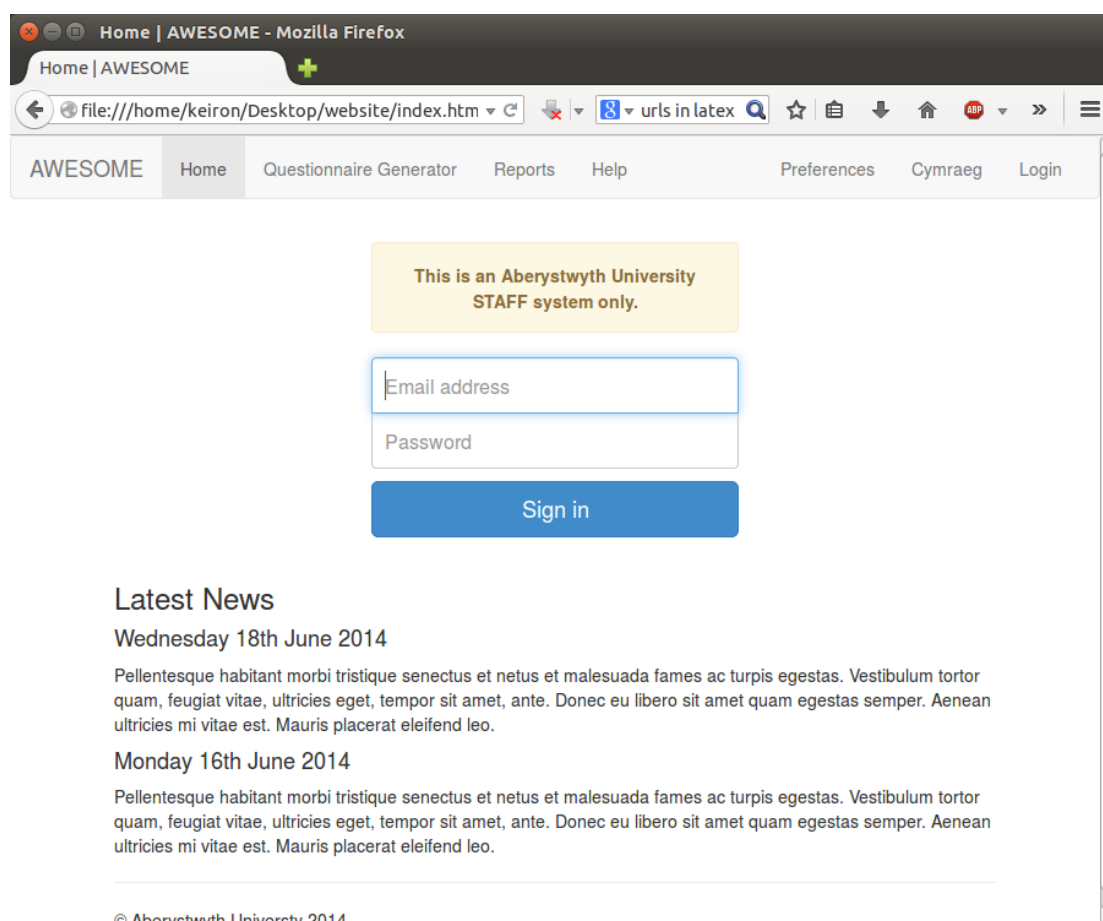 Home | AWESOME - Mozilla Firefox
Home | AWESOME
file:///home/keiron/Desktop/website/index.htm urls in latex ABP
AWESOME Home Questionnaire Generator Reports Help Preferences Cymraeg Login
This is an Aberystwyth University
STAFF system only.
Email address
Password
Sign in
Latest News
Wednesday 18th June 2014
Pellentesque habitant morbi tristique senectus et netus et malesuada fames ac turpis egestas. Vestibulum tortor
quam, feugiat vitae, ultricies eget, tempor sit amet, ante. Donec eu libero sit amet quam egestas semper. Aenean
ultricies mi vitae est. Mauris placerat eleifend leo.
Monday 16th June 2014
Pellentesque habitant morbi tristique senectus et netus et malesuada fames ac turpis egestas. Vestibulum tortor
quam, feugiat vitae, ultricies eget, tempor sit amet, ante. Donec eu libero sit amet quam egestas semper. Aenean
ultricies mi vitae est. Mauris placerat eleifend leo.
© Aberystwyth Universty 2014